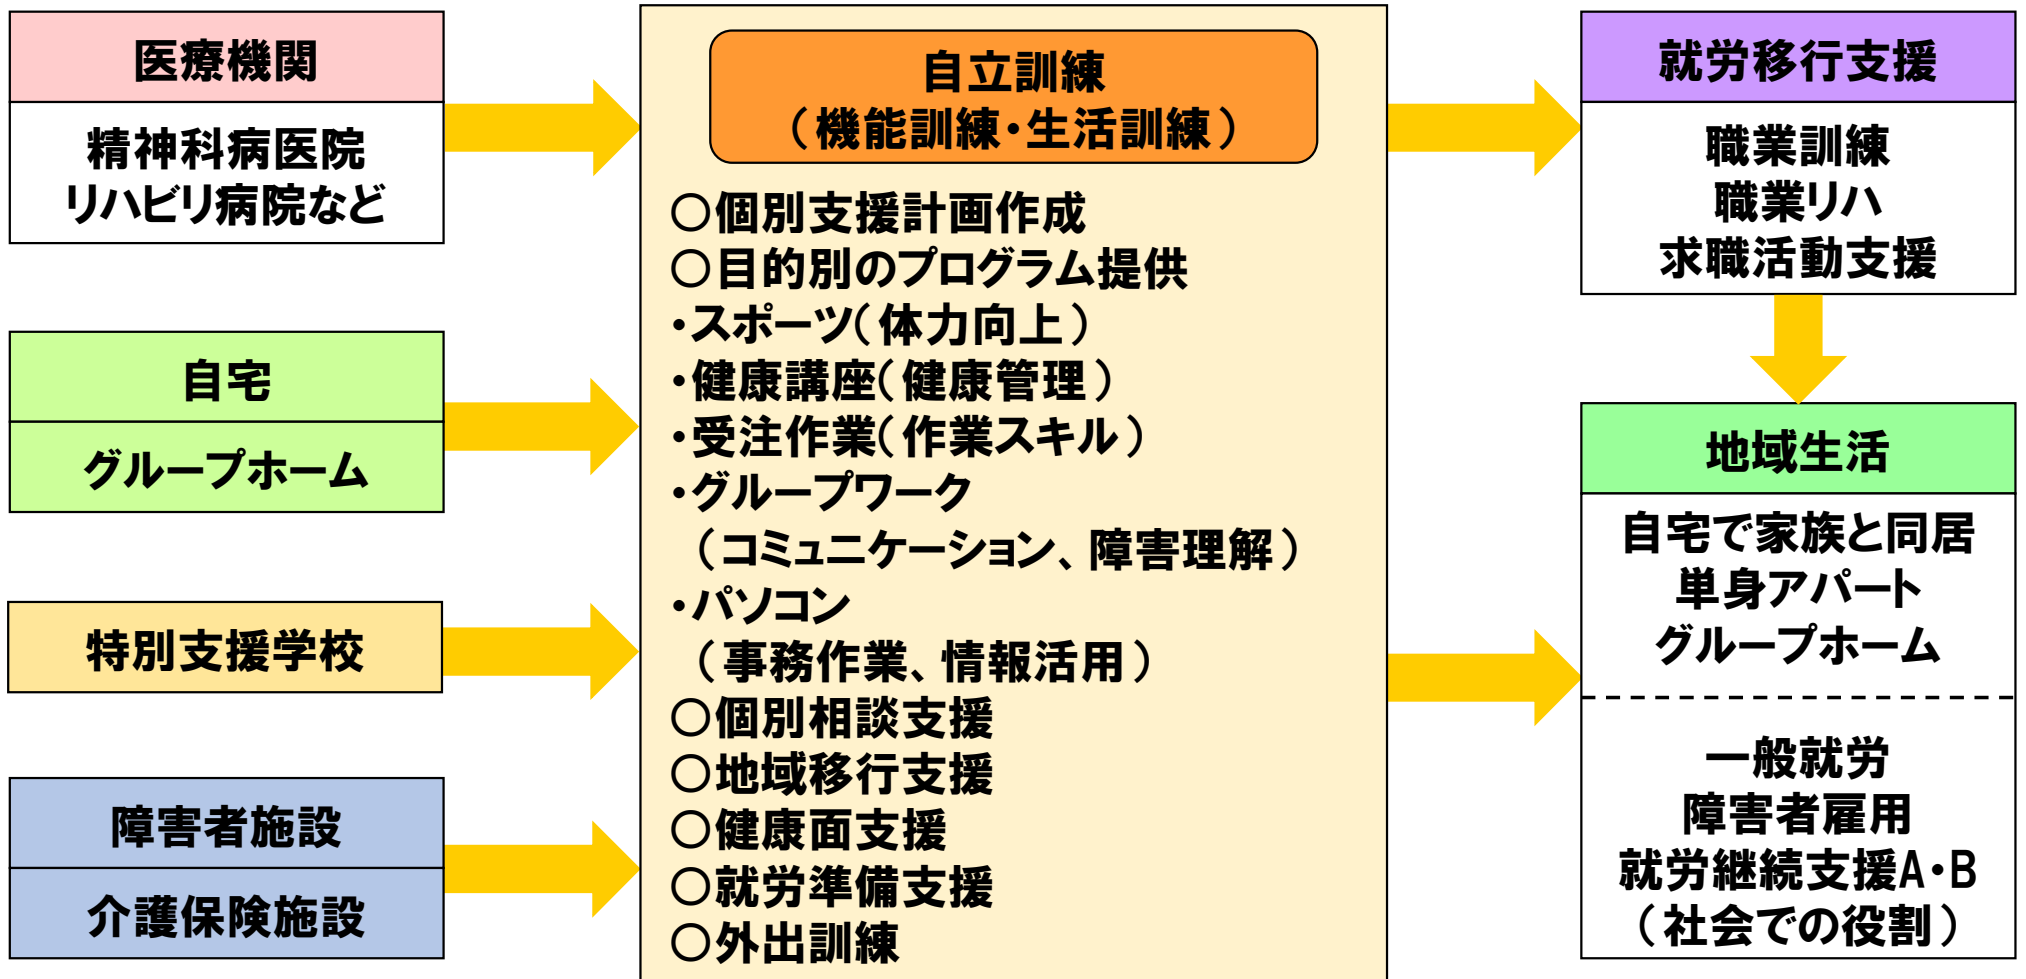 医療機関
精神科病医院
リハビリ病院など
自宅
グループホーム
特別支援学校
障害者施設
介護保険施設
自立訓練
（機能訓練・生活訓練）
○個別支援計画作成
○目的別のプログラム提供
・スポーツ（体力向上）
・健康講座（健康管理）
・受注作業（作業スキル）
・グループワーク
（コミュニケーション、障害理解）
・パソコン
（事務作業、情報活用）
○個別相談支援
○地域移行支援
○健康面支援
○就労準備支援
○外出訓練
就労移行支援
職業訓練
職業リハ
求職活動支援
地域生活
自宅で家族と同居
単身アパート
グループホーム
一般就労
障害者雇用
就労継続支援A・B
（社会での役割）